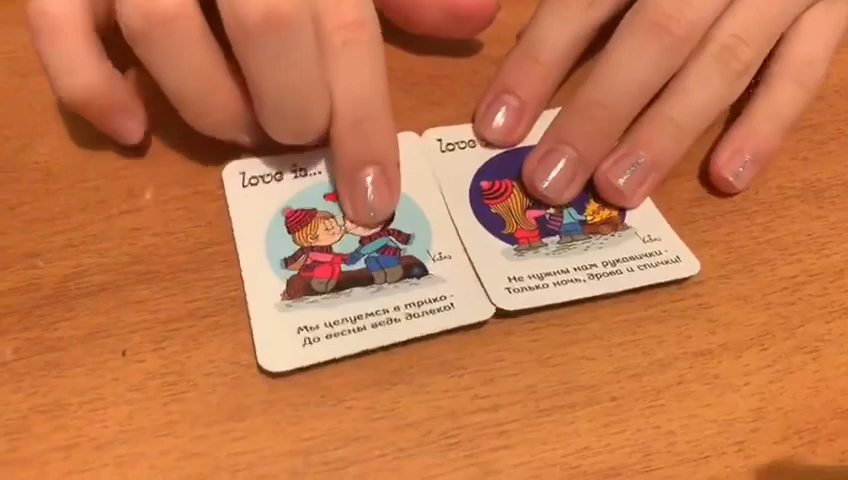 love is...
Мы целуемся в трико-
До весны ведь далеко!
love
Не нужны нам рукавички-
Только ночь, дрова и спички!